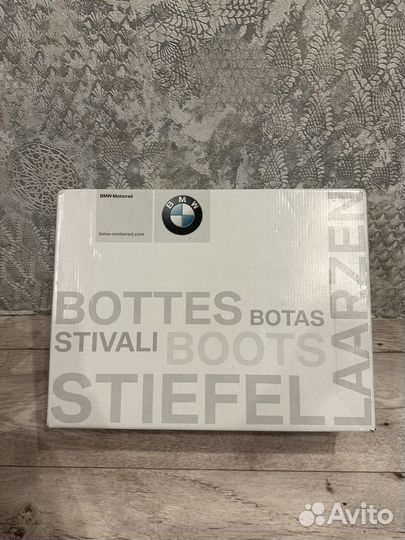 BMW Motorrad
BMW
bmw-motorrad.com
BOTTES
BOTAS
STIVALI
BOOTS
STIEFEL
LAARZEN
Avito